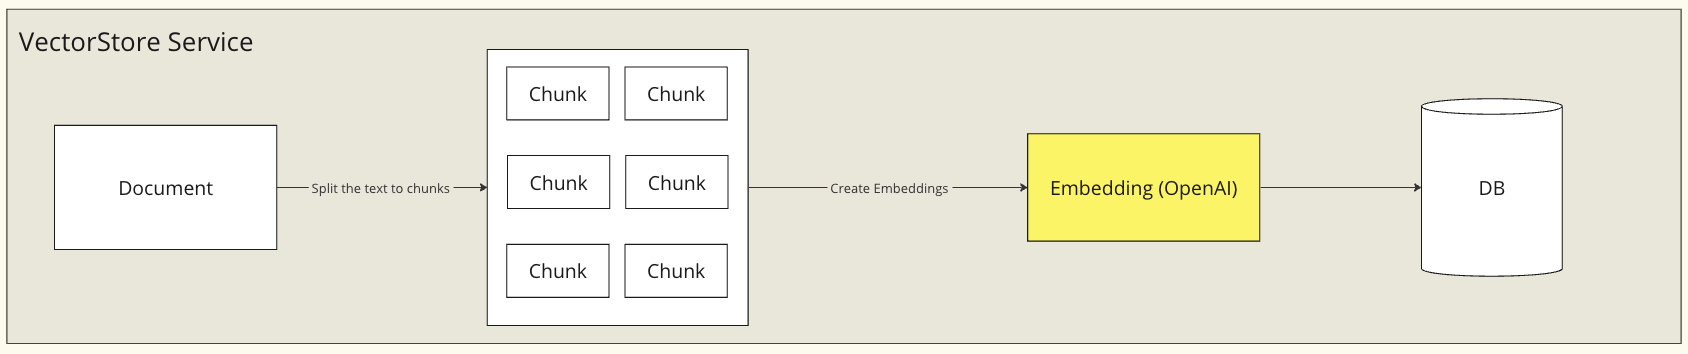 VectorStore Service
Document
Split the text to chunks
Chunk
Chunk
Chunk
Chunk
Chunk
Chunk
Create Embeddings
Embedding (OpenAI)
DB